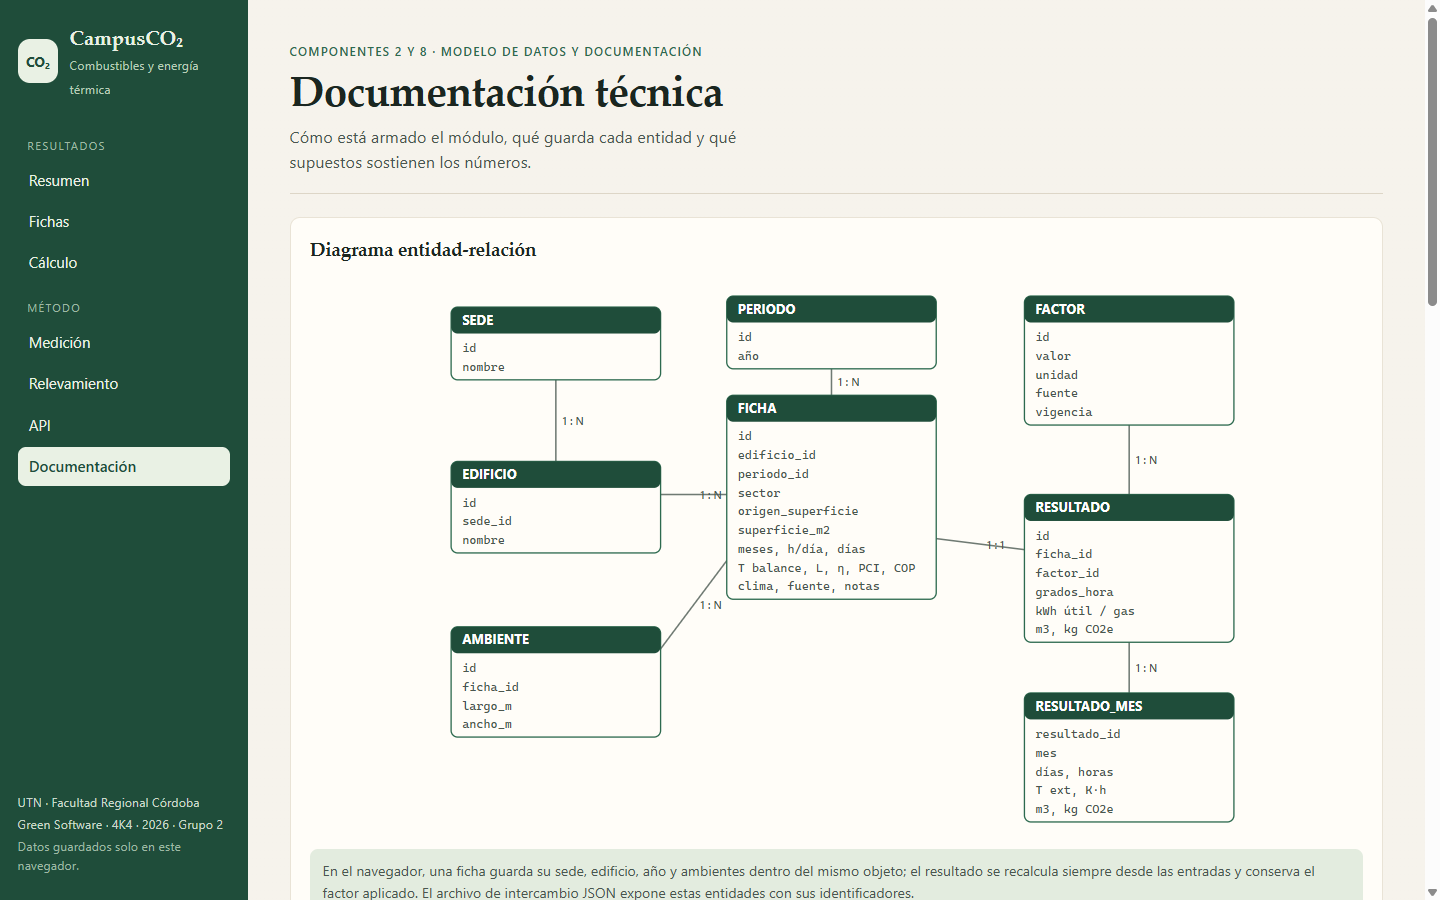 CO₂
CampusCO₂
Combustibles y energía
térmica
RESULTADOS
Resumen
Fichas
Cálculo
MÉTODO
Medición
Relevamiento
API
Documentación
UTN · Facultad Regional Córdoba
Green Software · 4K4 · 2026 · Grupo 2
Datos guardados solo en este
navegador.
COMPONENTES 2 Y 8 · MODELO DE DATOS Y DOCUMENTACIÓN
Documentación técnica
Cómo está armado el módulo, qué guarda cada entidad y qué
supuestos sostienen los números.
Diagrama entidad-relación
SEDE
id
nombre
1:N
EDIFICIO
id
sede_id
nombre
1:N
AMBIENTE
id
ficha_id
largo_m
ancho_m
1:N
PERIODO
id
año
1:N
FICHA
id
edificio_id
periodo_id
sector
origen_superficie
superficie_m2
meses, h/día, días
T balance, L, η, PCI, COP
clima, fuente, notas
1:1
FACTOR
id
valor
unidad
fuente
vigencia
1:N
RESULTADO
id
ficha_id
factor_id
grados_hora
kWh útil / gas
m3, kg CO2e
1:N
RESULTADO_MES
resultado_id
mes
días, horas
T ext, K·h
m3, kg CO2e
En el navegador, una ficha guarda su sede, edificio, año y ambientes dentro del mismo objeto; el resultado se recalcula siempre desde las entradas y conserva el
factor aplicado. El archivo de intercambio JSON expone estas entidades con sus identificadores.